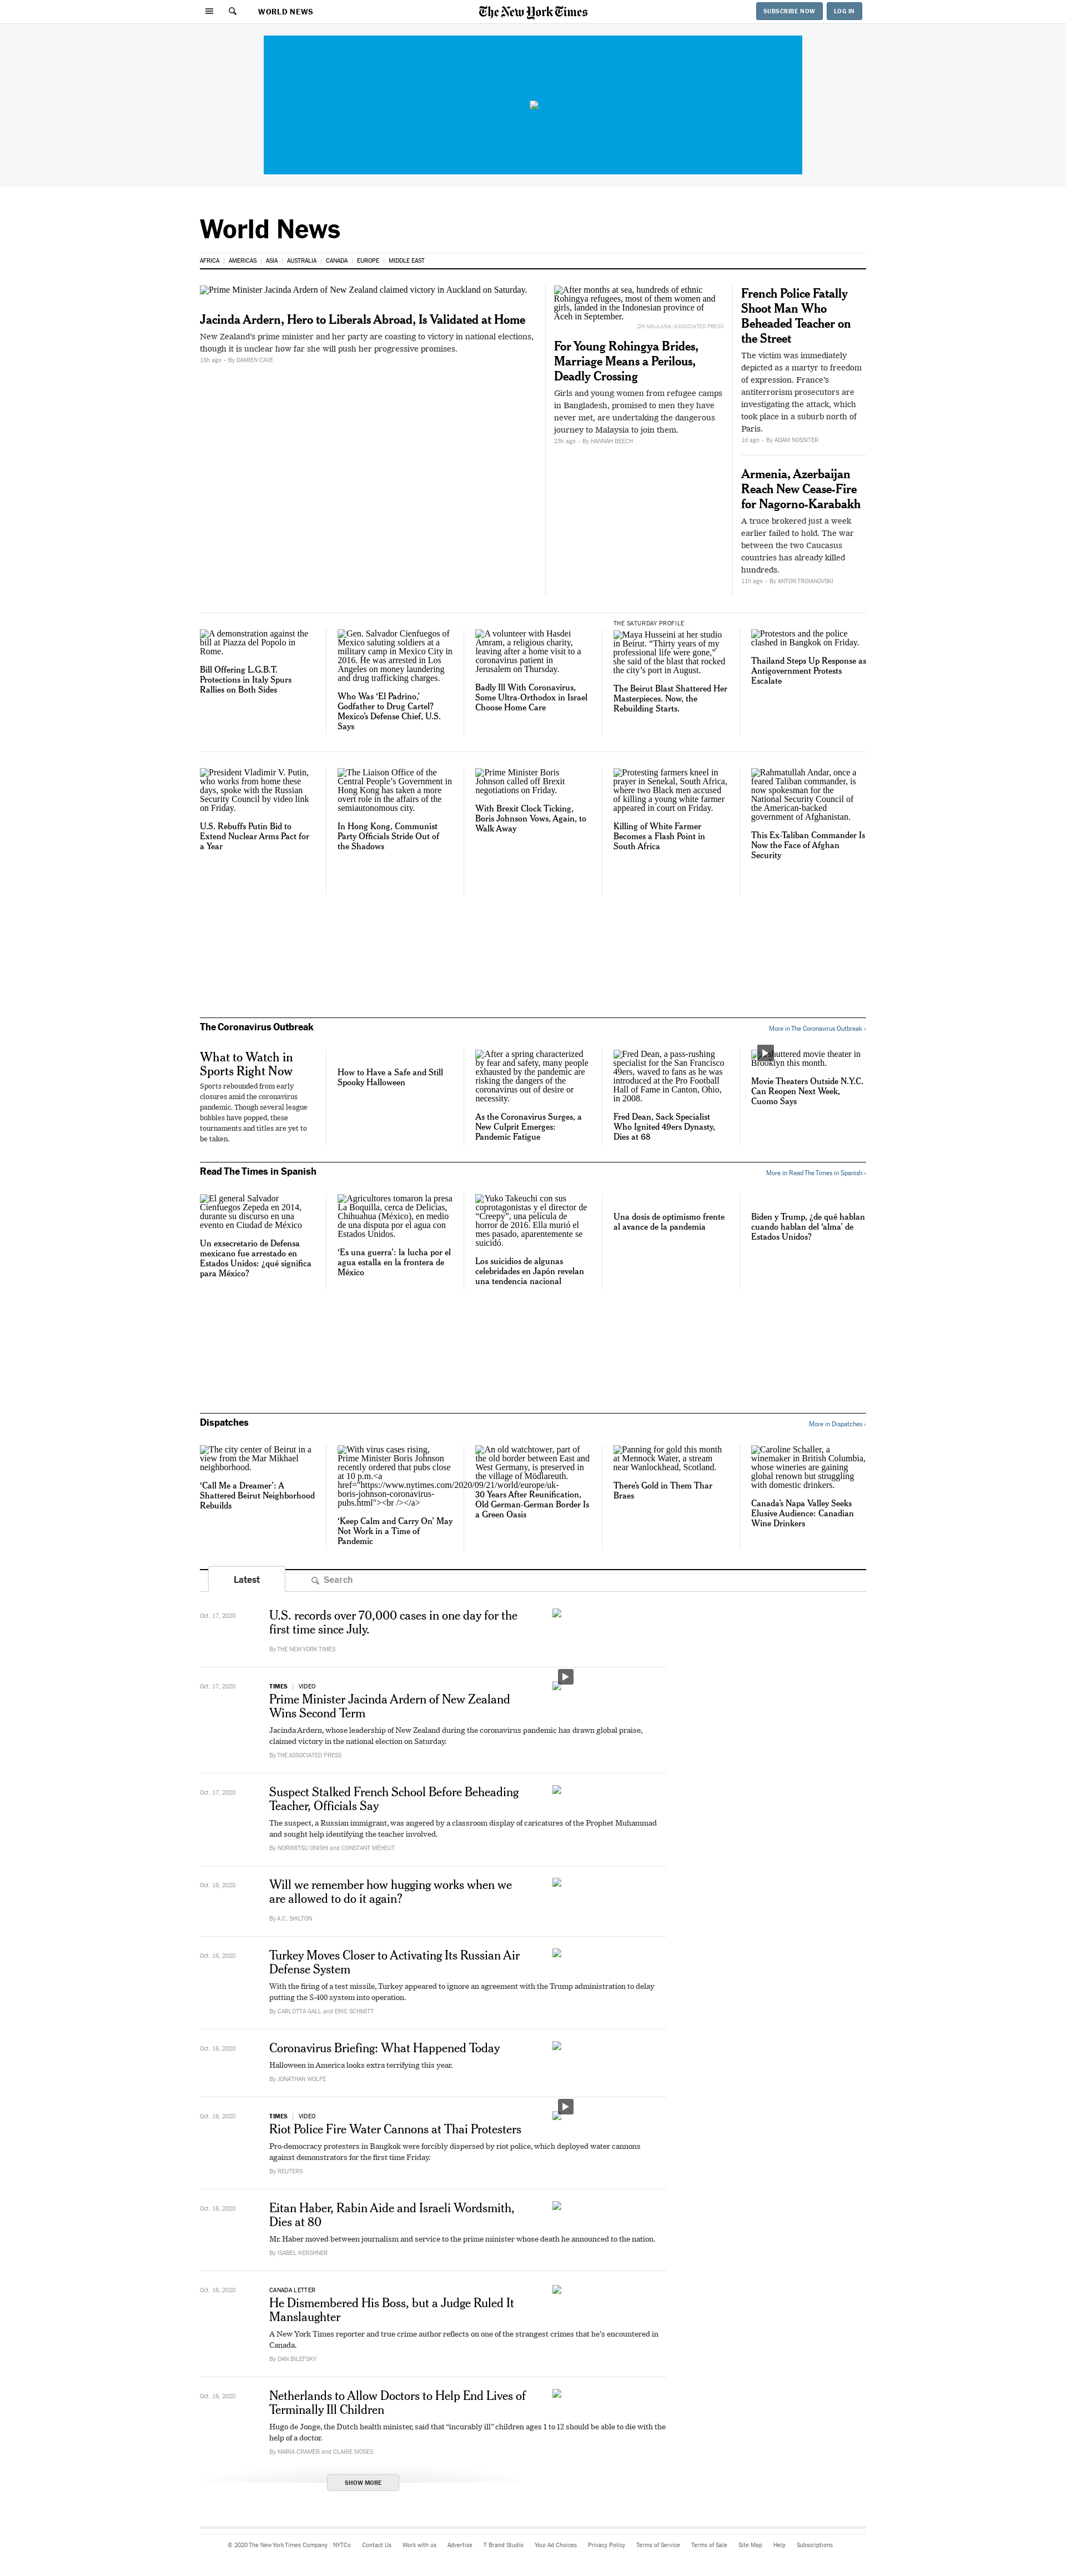 WORLD NEWS
The New York Times
SUBSCRIBE NOW
LOG IN
World News
AFRICA
AMERICAS
ASIA
AUSTRALIA
CANADA
EUROPE
MIDDLE EAST
Prime Minister Jacinda Ardern of New Zealand claimed victory in Auckland on Saturday.
Jacinda Ardern, Hero to Liberals Abroad, Is Validated at Home
New Zealand's prime minister and her party are coasting to victory in national elections,
though it is unclear how far she will push her progressive promises.
15h ago – By DAMIEN CAVE
After months at sea, hundreds of ethnic
Rohingya refugees, most of them women and
girls, landed in the Indonesian province of
Aceh in September.
ZIK MAULANA/ASSOCIATED PRESS
For Young Rohingya Brides,
Marriage Means a Perilous,
Deadly Crossing
Girls and young women from refugee camps
in Bangladesh, promised to men they have
never met, are undertaking the dangerous
journey to Malaysia to join them.
23h ago – By HANNAH BEECH
French Police Fatally
Shoot Man Who
Beheaded Teacher on
the Street
The victim was immediately
depicted as a martyr to freedom
of expression. France's
antiterrorism prosecutors are
investigating the attack, which
took place in a suburb north of
Paris.
1d ago – By ADAM NOSSITER
Armenia, Azerbaijan
Reach New Cease-Fire
for Nagorno-Karabakh
A truce brokered just a week
earlier failed to hold. The war
between the two Caucasus
countries has already killed
hundreds.
11h ago – By ANTON TROIANOVSKI
A demonstration against the
bill at Piazza del Popolo in
Rome.
Bill Offering L.G.B.T.
Protections in Italy Spurs
Rallies on Both Sides
Gen. Salvador Cienfuegos of
Mexico saluting soldiers at a
military camp in Mexico City in
2016. He was arrested in Los
Angeles on money laundering
and drug trafficking charges.
Who Was ‘El Padrino,’
Godfather to Drug Cartel?
Mexico's Defense Chief, U.S.
Says
A volunteer with Hasdei
Amram, a religious charity,
leaving after a home visit to a
coronavirus patient in
Jerusalem on Thursday.
Badly Ill With Coronavirus,
Some Ultra-Orthodox in Israel
Choose Home Care
THE SATURDAY PROFILE
Maya Husseini at her studio
in Beirut. “Thirty years of my
professional life were gone,”
she said of the blast that rocked
the city's port in August.
The Beirut Blast Shattered Her
Masterpieces. Now, the
Rebuilding Starts.
Protestors and the police
clashed in Bangkok on Friday.
Thailand Steps Up Response as
Antigovernment Protests
Escalate
President Vladimir V. Putin,
who works from home these
days, spoke with the Russian
Security Council by video link
on Friday.
U.S. Rebuffs Putin Bid to
Extend Nuclear Arms Pact for
a Year
The Liaison Office of the
Central People's Government in
Hong Kong has taken a more
overt role in the affairs of the
semiautonomous city.
In Hong Kong, Communist
Party Officials Stride Out of
the Shadows
Prime Minister Boris
Johnson called off Brexit
negotiations on Friday.
With Brexit Clock Ticking,
Boris Johnson Vows, Again, to
Walk Away
Protesting farmers kneel in
prayer in Senekal, South Africa,
where two Black men accused
of killing a young white farmer
appeared in court on Friday.
Killing of White Farmer
Becomes a Flash Point in
South Africa
Rahmatullah Andar, once a
feared Taliban commander, is
now spokesman for the
National Security Council of
the American-backed
government of Afghanistan.
This Ex-Taliban Commander Is
Now the Face of Afghan
Security
The Coronavirus Outbreak
More in The Coronavirus Outbreak ›
What to Watch in
Sports Right Now
Sports rebounded from early
closures amid the coronavirus
pandemic. Though several league
bubbles have popped, these
tournaments and titles are yet to
be taken.
How to Have a Safe and Still
Spooky Halloween
After a spring characterized
by fear and safety, many people
exhausted by the pandemic are
risking the dangers of the
coronavirus out of desire or
necessity.
As the Coronavirus Surges, a
New Culprit Emerges:
Pandemic Fatigue
Fred Dean, a pass-rushing
specialist for the San Francisco
49ers, waved to fans as he was
introduced at the Pro Football
Hall of Fame in Canton, Ohio,
in 2008.
Fred Dean, Sack Specialist
Who Ignited 49ers Dynasty,
Dies at 68
uttered movie theater in
Brooklyn this month.
Movie Theaters Outside N.Y.C.
Can Reopen Next Week,
Cuomo Says
Read The Times in Spanish
More in Read The Times in Spanish ›
El general Salvador
Cienfuegos Zepeda en 2014,
durante su discurso en una
evento en Ciudad de México
Un exsecretario de Defensa
mexicano fue arrestado en
Estados Unidos: ¿qué significa
para México?
Agricultores tomaron la presa
La Boquilla, cerca de Delicias,
Chihuahua (México), en medio
de una disputa por el agua con
Estados Unidos.
‘Es una guerra’: la lucha por el
agua estalla en la frontera de
México
Yuko Takeuchi con sus
coprotagonistas y el director de
“Creepy”, una película de
horror de 2016. Ella murió el
mes pasado, aparentemente se
suicidó.
Los suicidios de algunas
celebridades en Japón revelan
una tendencia nacional
Una dosis de optimismo frente
al avance de la pandemia
Biden y Trump, ¿de qué hablan
cuando hablan del ‘alma’ de
Estados Unidos?
Dispatches
More in Dispatches ›
The city center of Beirut in a
view from the Mar Mikhael
neighborhood.
‘Call Me a Dreamer’: A
Shattered Beirut Neighborhood
Rebuilds
With virus cases rising,
Prime Minister Boris Johnson
recently ordered that pubs close
at 10 p.m.<a
href="https://www.nytimes.com/2020/09/21/world/europe/uk-
boris-johnson-coronavirus-
pubs.html"><br /></a>
‘Keep Calm and Carry On’ May
Not Work in a Time of
Pandemic
An old watchtower, part of
the old border between East and
West Germany, is preserved in
the village of Mödlareuth.
30 Years After Reunification,
Old German-German Border Is
a Green Oasis
Panning for gold this month
at Mennock Water, a stream
near Wanlockhead, Scotland.
There's Gold in Them Thar
Braes
Caroline Schaller, a
winemaker in British Columbia,
whose wineries are gaining
global renown but struggling
with domestic drinkers.
Canada's Napa Valley Seeks
Elusive Audience: Canadian
Wine Drinkers
Latest
Search
Oct. 17, 2020
U.S. records over 70,000 cases in one day for the
first time since July.
By THE NEW YORK TIMES
Oct. 17, 2020
TIMES | VIDEO
Prime Minister Jacinda Ardern of New Zealand
Wins Second Term
Jacinda Ardern, whose leadership of New Zealand during the coronavirus pandemic has drawn global praise,
claimed victory in the national election on Saturday.
By THE ASSOCIATED PRESS
Oct. 17, 2020
Suspect Stalked French School Before Beheading
Teacher, Officials Say
The suspect, a Russian immigrant, was angered by a classroom display of caricatures of the Prophet Muhammad
and sought help identifying the teacher involved.
By NORIMITSU ONISHI and CONSTANT MÉHEUT
Oct. 16, 2020
Will we remember how hugging works when we
are allowed to do it again?
By A.C. SHILTON
Oct. 16, 2020
Turkey Moves Closer to Activating Its Russian Air
Defense System
With the firing of a test missile, Turkey appeared to ignore an agreement with the Trump administration to delay
putting the S-400 system into operation.
By CARLOTTA GALL and ERIC SCHMITT
Oct. 16, 2020
Coronavirus Briefing: What Happened Today
Halloween in America looks extra terrifying this year.
By JONATHAN WOLFE
Oct. 16, 2020
TIMES | VIDEO
Riot Police Fire Water Cannons at Thai Protesters
Pro-democracy protesters in Bangkok were forcibly dispersed by riot police, which deployed water cannons
against demonstrators for the first time Friday.
By REUTERS
Oct. 16, 2020
Eitan Haber, Rabin Aide and Israeli Wordsmith,
Dies at 80
Mr. Haber moved between journalism and service to the prime minister whose death he announced to the nation.
By ISABEL KERSHNER
Oct. 16, 2020
CANADA LETTER
He Dismembered His Boss, but a Judge Ruled It
Manslaughter
A New York Times reporter and true crime author reflects on one of the strangest crimes that he's encountered in
Canada.
By DAN BILEFSKY
Oct. 16, 2020
Netherlands to Allow Doctors to Help End Lives of
Terminally Ill Children
Hugo de Jonge, the Dutch health minister, said that “incurably ill” children ages 1 to 12 should be able to die with the
help of a doctor.
By MARIA CRAMER and CLAIRE MOSES
SHOW MORE
© 2020 The New York Times Company NYTCo Contact Us Work with us Advertise T Brand Studio Your Ad Choices Privacy Policy Terms of Service Terms of Sale Site Map Help Subscriptions